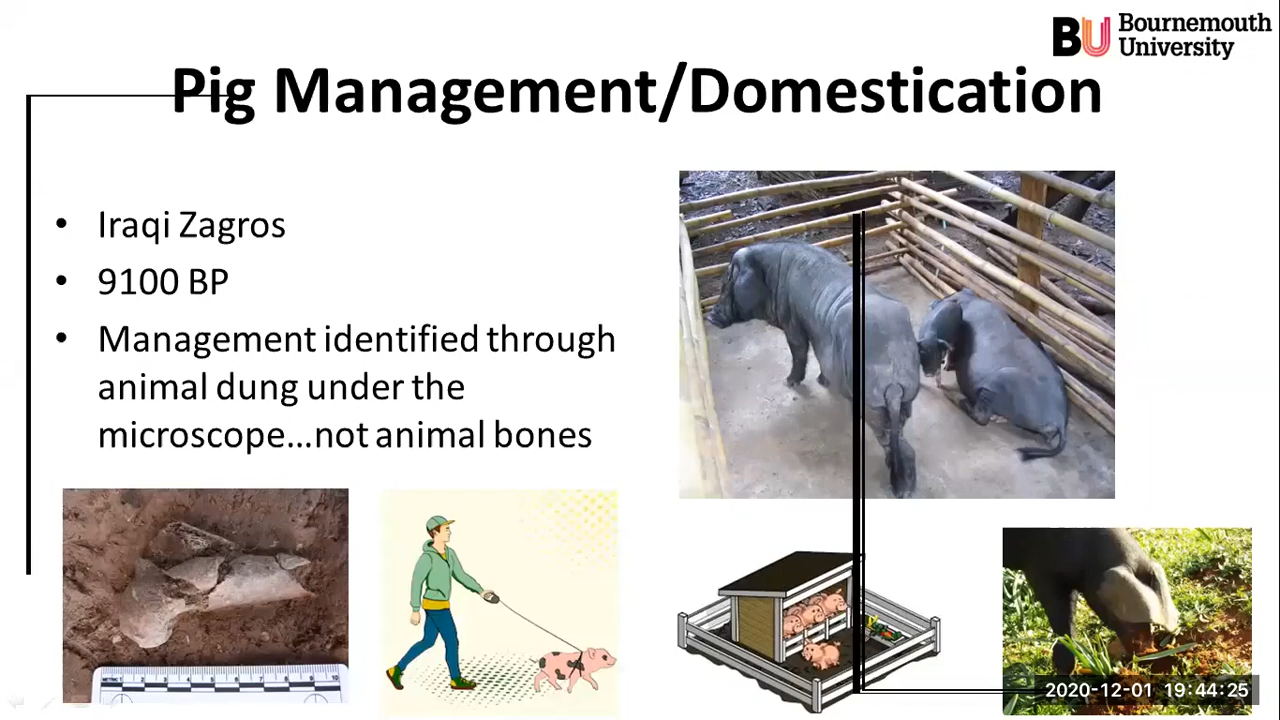 BU Bournemouth
University
Pig Management/Domestication
• Iraqi Zagros
• 9100 BP
• Management identified through
animal dung under the
microscope...not animal bones
2020-12-01 19:44:25